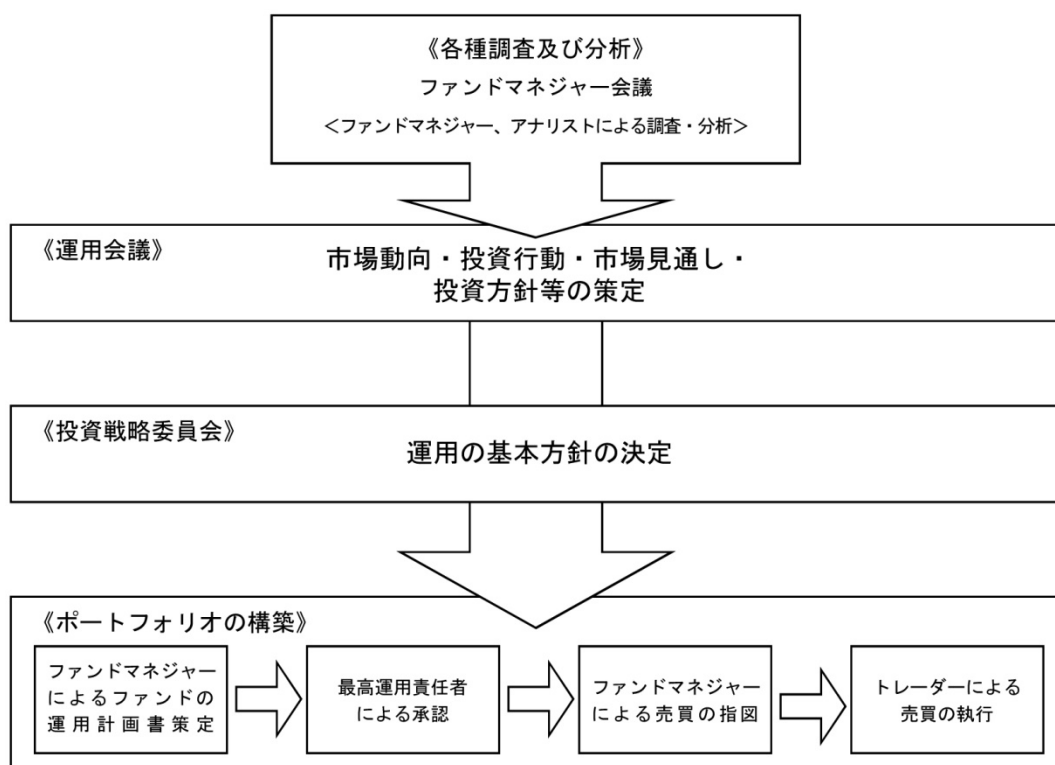 《各種調査及び分析》
ファンドマネジャー会議
＜ファンドマネジャー、アナリストによる調査・分析＞
《運用会議》
市場動向・投資行動・市場見通し・
投資方針等の策定
《投資戦略委員会》
運用の基本方針の決定
《ポートフォリオの構築》
ファンドマネジャー
によるファンドの
運用計画書策定
最高運用責任者
による承認
ファンドマネジャー
による売買の指図
トレーダーによる
売買の執行